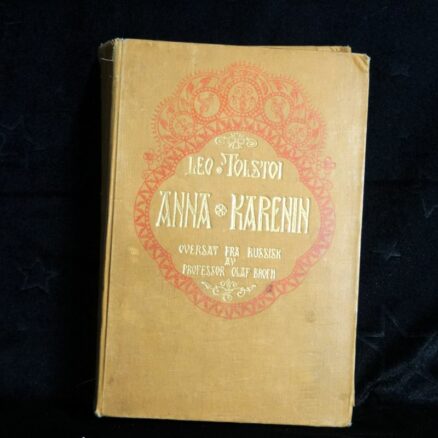 LEO TOLSTOI
ANNA KARENIN
OVERSAT FRA RUSSISK
AV
PROFESSOR OLAF BROCH